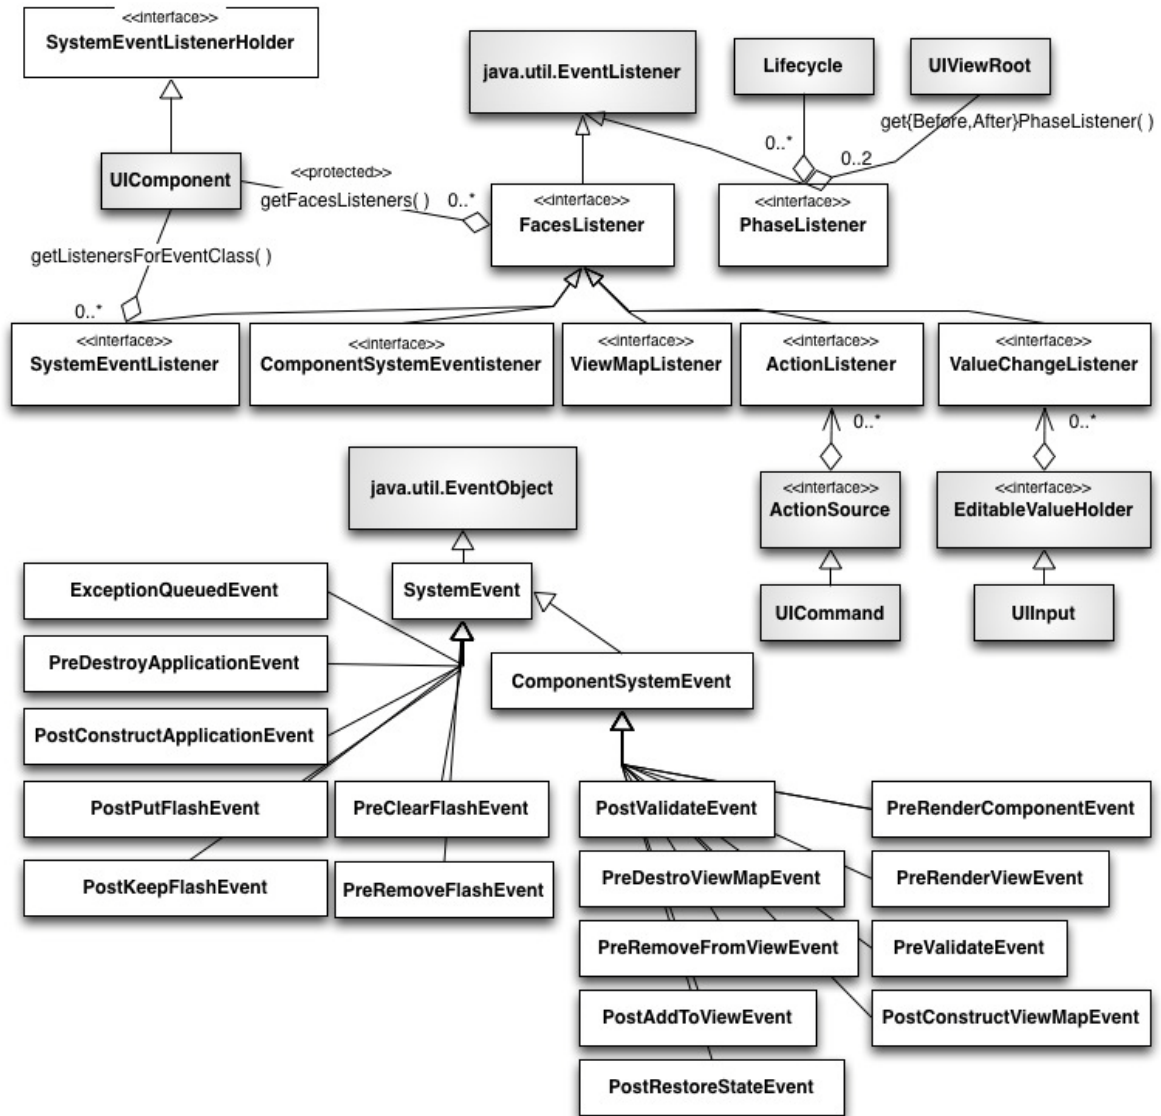 <<interface>>
SystemEventListenerHolder
java.util.EventListener
Lifecycle
UIViewRoot
get{Before,After}PhaseListener( )
0..*
0..2
UIComponent
<<protected>>
getFacesListeners( )
0..*
<<interface>>
FacesListener
<<interface>>
PhaseListener
getListenersForEventClass( )
0..*
<<interface>>
SystemEventListener
<<interface>>
ComponentSystemEventistener
<<interface>>
ViewMapListener
<<interface>>
ActionListener
<<interface>>
ValueChangeListener
0..*
0..*
java.util.EventObject
<<interface>>
ActionSource
<<interface>>
EditableValueHolder
ExceptionQueuedEvent
SystemEvent
UICommand
UIInput
PreDestroyApplicationEvent
ComponentSystemEvent
PostConstructApplicationEvent
PostPutFlashEvent
PreClearFlashEvent
PostValidateEvent
PreRenderComponentEvent
PostKeepFlashEvent
PreRemoveFlashEvent
PreDestroViewMapEvent
PreRenderViewEvent
PreRemoveFromViewEvent
PreValidateEvent
PostAddToViewEvent
PostConstructViewMapEvent
PostRestoreStateEvent